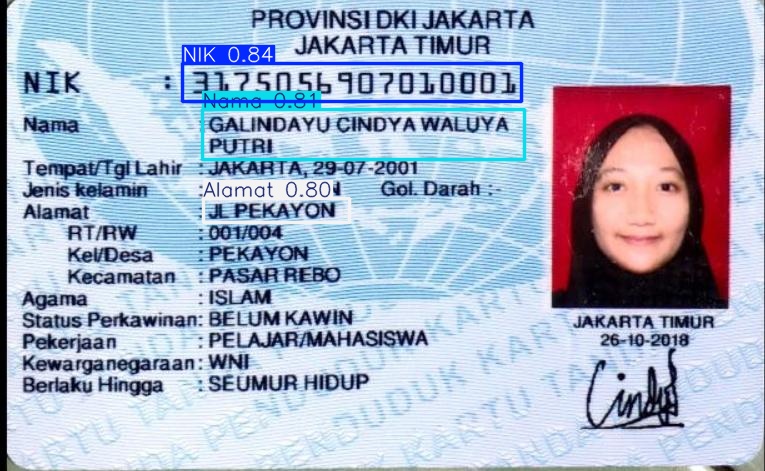 PROVINSI DKI JAKARTA
JAKARTA TIMUR
NIK 0.84
NIK : 3175056907010001
Nama 0.81
Nama : GALINDAYU CINDYA WALUYA
PUTRI
Tempat/Tgl Lahir : JAKARTA, 29-07-2001
Jenis kelamin : Alamat 0.80 Gol. Darah :-
Alamat : JL PEKAYON
RT/RW : 001/004
Kel/Desa : PEKAYON
Kecamatan : PASAR REBO
Agama : ISLAM
Status Perkawinan: BELUM KAWIN
Pekerjaan : PELAJAR/MAHASISWA
Kewarganegaraan: WNI
Berlaku Hingga : SEUMUR HIDUP
JAKARTA TIMUR
26-10-2018
Cindy